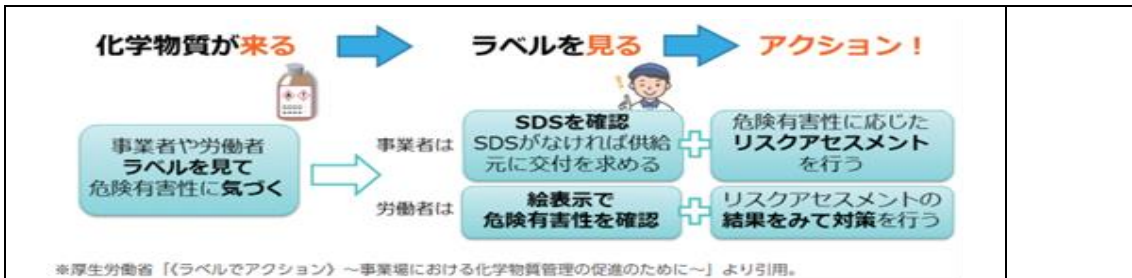 化学物質が来る
ラベルを見る
アクション！
事業者や労働者
ラベルを見て
危険有害性に気づく
事業者は
SDSを確認
SDSがなければ供給
元に交付を求める
危険有害性に応じた
リスクアセスメント
を行う
労働者は
絵表示で
危険有害性を確認
リスクアセスメントの
結果をみて対策を行う
※厚生労働省「《ラベルでアクション》～事業場における化学物質管理の促進のために～」より引用。